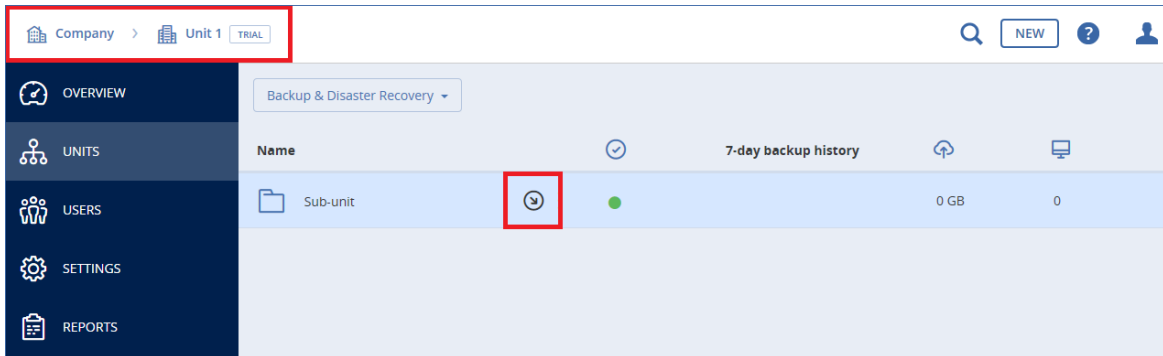 Company > Unit 1 TRIAL
NEW ?
OVERVIEW
Backup & Disaster Recovery
UNITS
Name 7-day backup history
Sub-unit 0 GB 0
USERS
SETTINGS
REPORTS